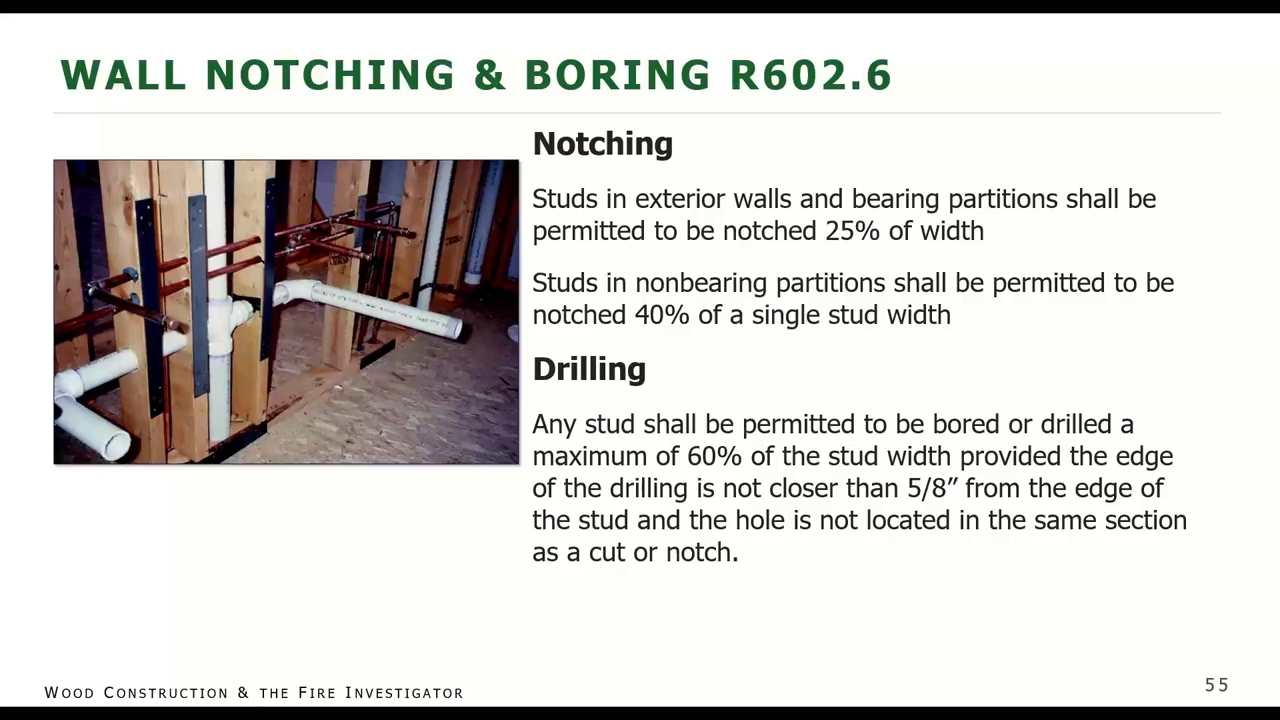 WALL NOTCHING & BORING R602.6
Notching
Studs in exterior walls and bearing partitions shall be
permitted to be notched 25% of width
Studs in nonbearing partitions shall be permitted to be
notched 40% of a single stud width
Drilling
Any stud shall be permitted to be bored or drilled a
maximum of 60% of the stud width provided the edge
of the drilling is not closer than 5/8” from the edge of
the stud and the hole is not located in the same section
as a cut or notch.
WOOD CONSTRUCTION & THE FIRE INVESTIGATOR
55